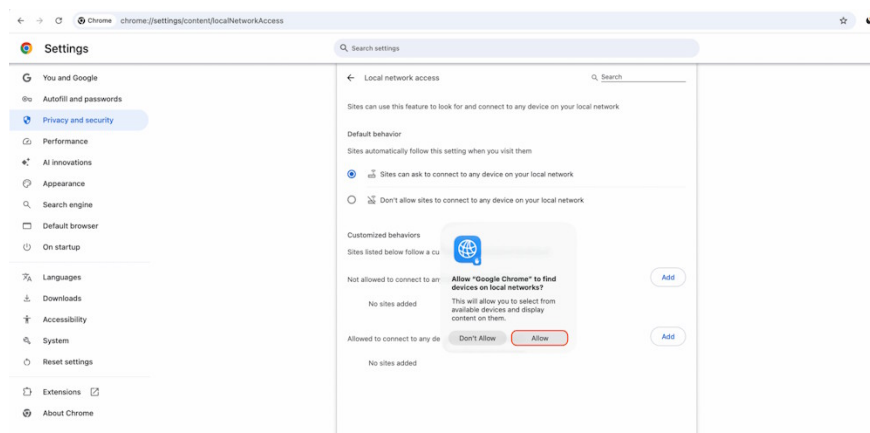 Chrome chrome://settings/content/localNetworkAccess
Settings
Search settings
You and Google
Autofill and passwords
Privacy and security
Performance
AI innovations
Appearance
Search engine
Default browser
On startup
Languages
Downloads
Accessibility
System
Reset settings
Extensions
About Chrome
Local network access
Search
Sites can use this feature to look for and connect to any device on your local network
Default behavior
Sites automatically follow this setting when you visit them
Sites can ask to connect to any device on your local network
Don't allow sites to connect to any device on your local network
Customized behaviors
Sites listed below follow a cu
Not allowed to connect to an
Add
No sites added
Allowed to connect to any de
Add
No sites added
Allow "Google Chrome" to find
devices on local networks?
This will allow you to select from
available devices and display
content on them.
Don't Allow
Allow